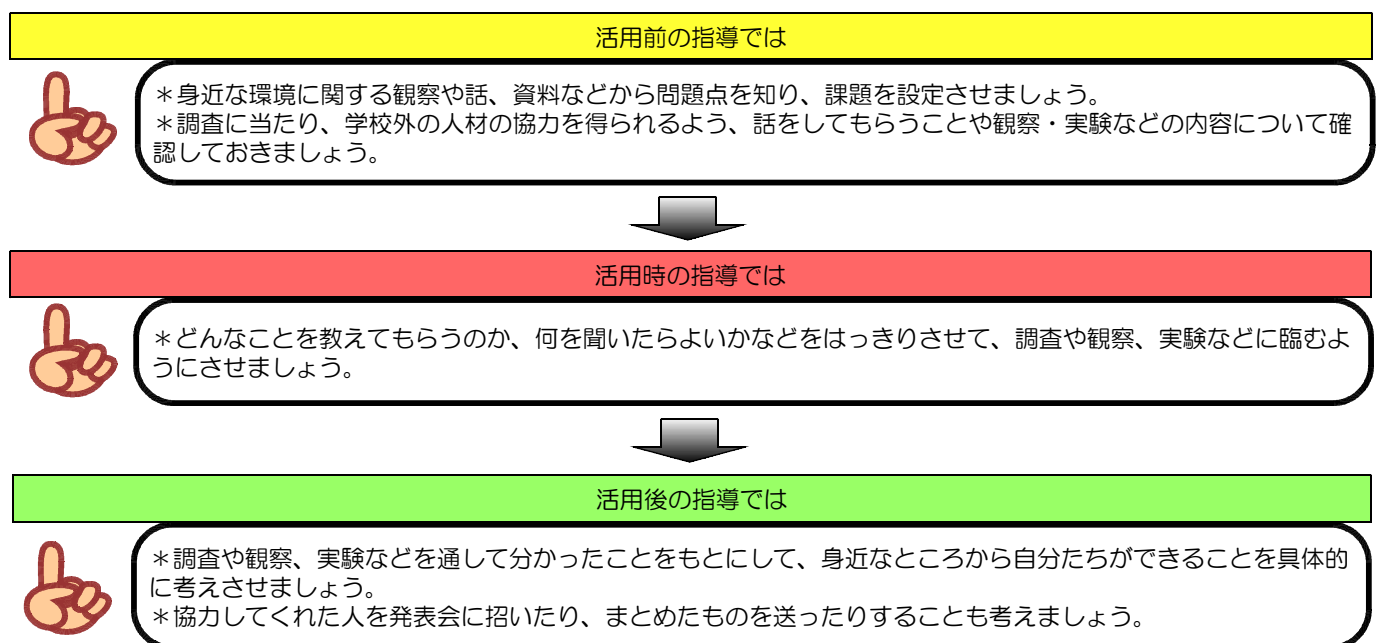 活用前の指導では
＊身近な環境に関する観察や話、資料などから問題点を知り、課題を設定させましょう。
＊調査に当たり、学校外の人材の協力を得られるよう、話をしてもらうことや観察・実験などの内容について確
認しておきましょう。
活用時の指導では
＊どんなことを教えてもらうのか、何を聞いたらよいかなどをはっきりさせて、調査や観察、実験などに臨むよ
うにさせましょう。
活用後の指導では
＊調査や観察、実験などを通して分かったことをもとにして、身近なところから自分たちができることを具体的
に考えさせましょう。
＊協力してくれた人を発表会に招いたり、まとめたものを送ったりすることも考えましょう。